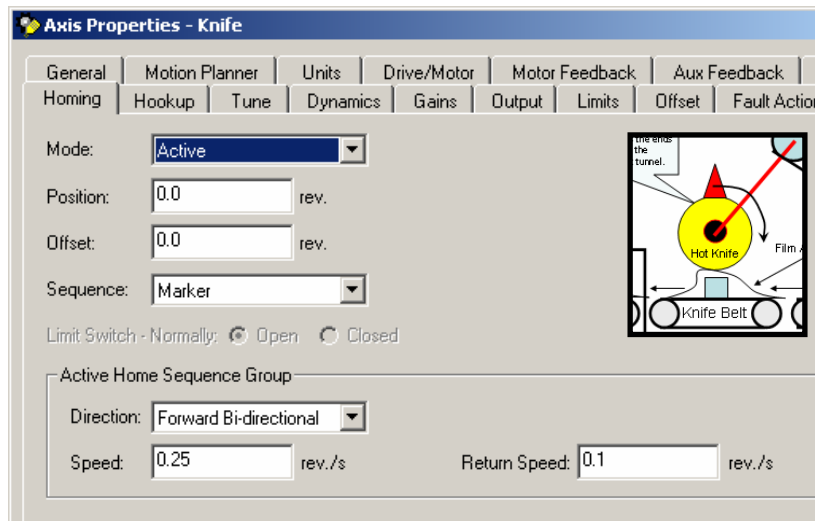 Axis Properties - Knife
General Motion Planner Units Drive/Motor Motor Feedback Aux Feedback
Homing Hookup Tune Dynamics Gains Output Limits Offset Fault Action
Mode: Active
Position: 0.0 rev.
Offset: 0.0 rev.
Sequence: Marker
Limit Switch - Normally: Open Closed
the ends
the
tunnel.
Hot Knife
Film
Knife Belt
Active Home Sequence Group
Direction: Forward Bi-directional
Speed: 0.25 rev./s Return Speed: 0.1 rev./s